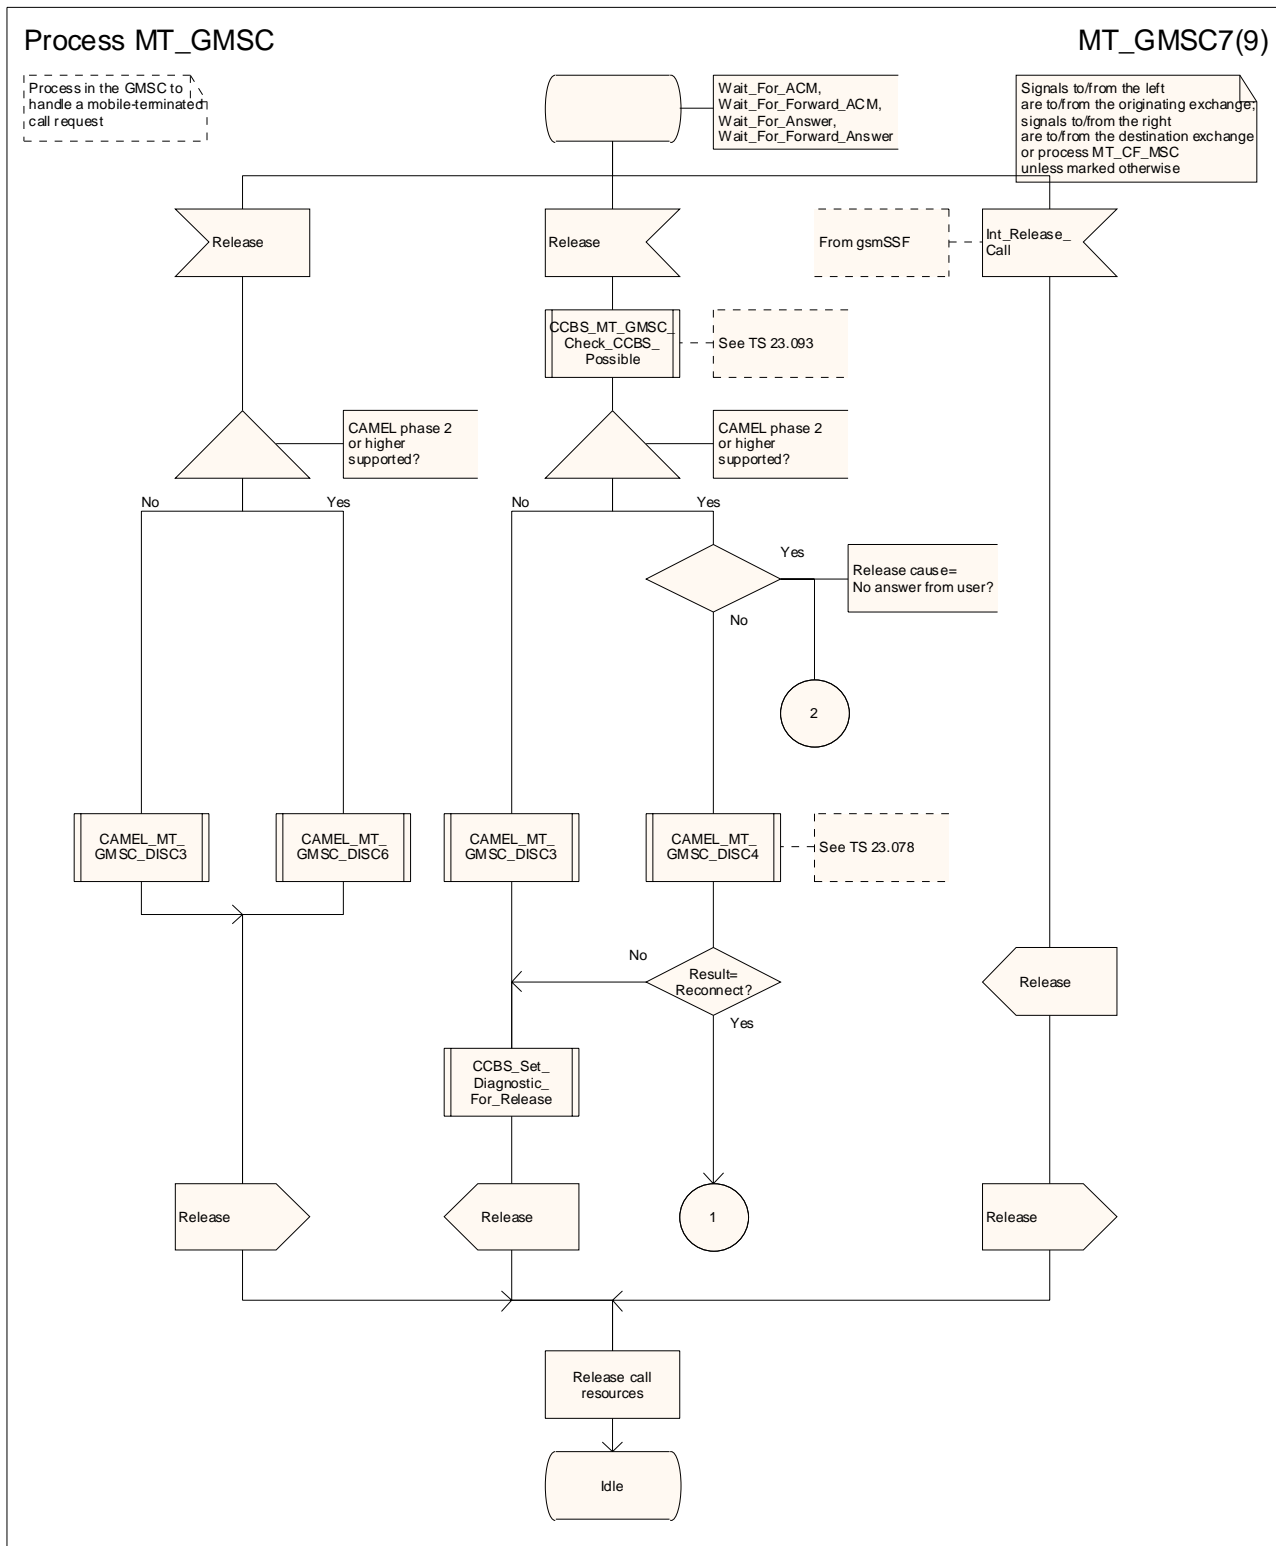 Process MT_GMSC
MT_GMSC7(9)
Process in the GMSC to
handle a mobile-terminated
call request
Wait_For_ACM,
Wait_For_Forward_ACM,
Wait_For_Answer,
Wait_For_Forward_Answer
Signals to/from the left
are to/from the originating exchange;
signals to/from the right
are to/from the destination exchange
or process MT_CF_MSC
unless marked otherwise
Release
Release
From gsmSSF
Int_Release_
Call
CCBS_MT_GMSC_
Check_CCBS_
Possible
See TS 23.093
CAMEL phase 2
or higher
supported?
CAMEL phase 2
or higher
supported?
No
Yes
No
Yes
Yes
Release cause=
No answer from user?
No
2
CAMEL_MT_
GMSC_DISC3
CAMEL_MT_
GMSC_DISC6
CAMEL_MT_
GMSC_DISC3
CAMEL_MT_
GMSC_DISC4
See TS 23.078
No
Result=
Reconnect?
Yes
Release
CCBS_Set_
Diagnostic_
For_Release
Release
Release
1
Release
Release call
resources
Idle